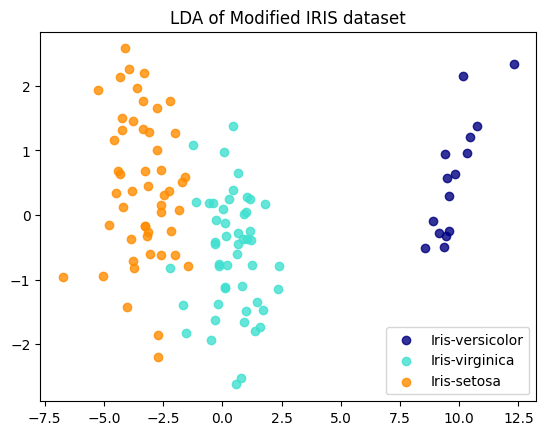 LDA of Modified IRIS dataset
2
1
0
−1
−2
Iris-versicolor
Iris-virginica
Iris-setosa
−7.5 −5.0 −2.5 0.0 2.5 5.0 7.5 10.0 12.5